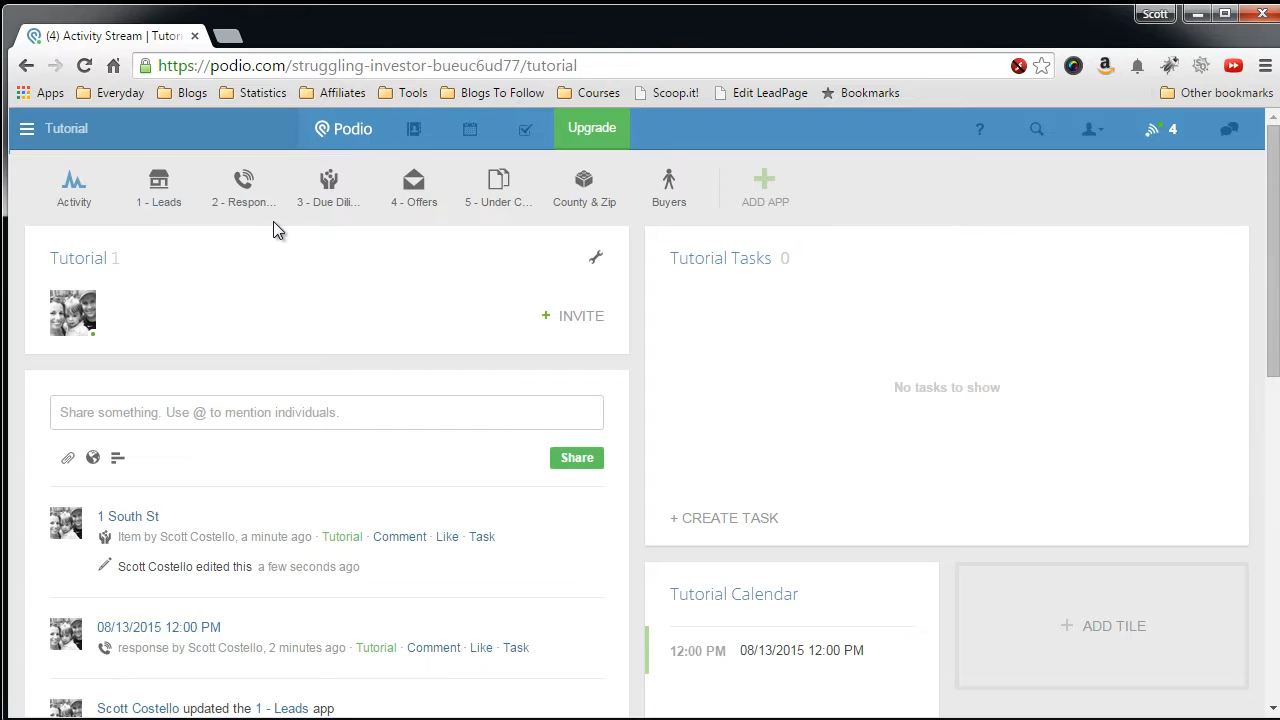 Scott
(4) Activity Stream | Tutori
https://podio.com/struggling-investor-bueuc6ud77/tutorial
Apps Everyday Blogs Statistics Affiliates Tools Blogs To Follow Courses Scoop.it! Edit LeadPage Bookmarks Other bookmarks
Tutorial Podio Upgrade ? 4
Activity 1 - Leads 2 - Respon... 3 - Due Dili... 4 - Offers 5 - Under C... County & Zip Buyers ADD APP
Tutorial 1
+ INVITE
Share something. Use @ to mention individuals.
Share
1 South St
Item by Scott Costello, a minute ago · Tutorial · Comment · Like · Task
Scott Costello edited this a few seconds ago
08/13/2015 12:00 PM
response by Scott Costello, 2 minutes ago · Tutorial · Comment · Like · Task
Scott Costello updated the 1 - Leads app
Tutorial Tasks 0
No tasks to show
+ CREATE TASK
Tutorial Calendar
12:00 PM 08/13/2015 12:00 PM
+ ADD TILE